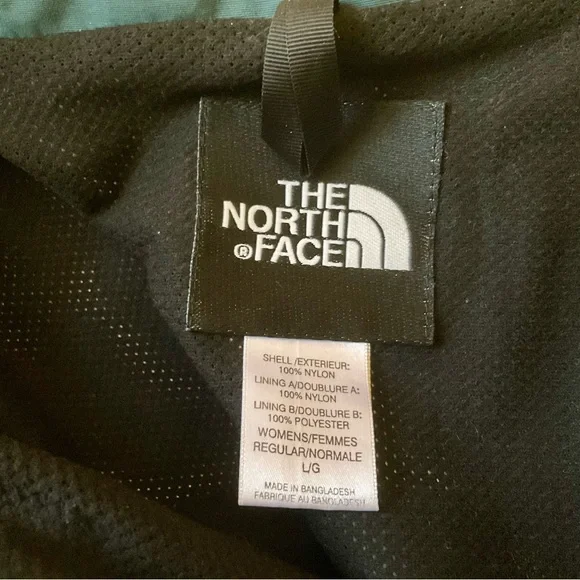 THE
NORTH
® FACE
SHELL /EXTERIEUR:
100% NYLON
LINING A/DOUBLURE A:
100% NYLON
LINING B/DOUBLURE B:
100% POLYESTER
WOMENS/FEMMES
REGULAR/NORMALE
L/G
MADE IN BANGLADESH
FABRIQUE AU BANGLADESH